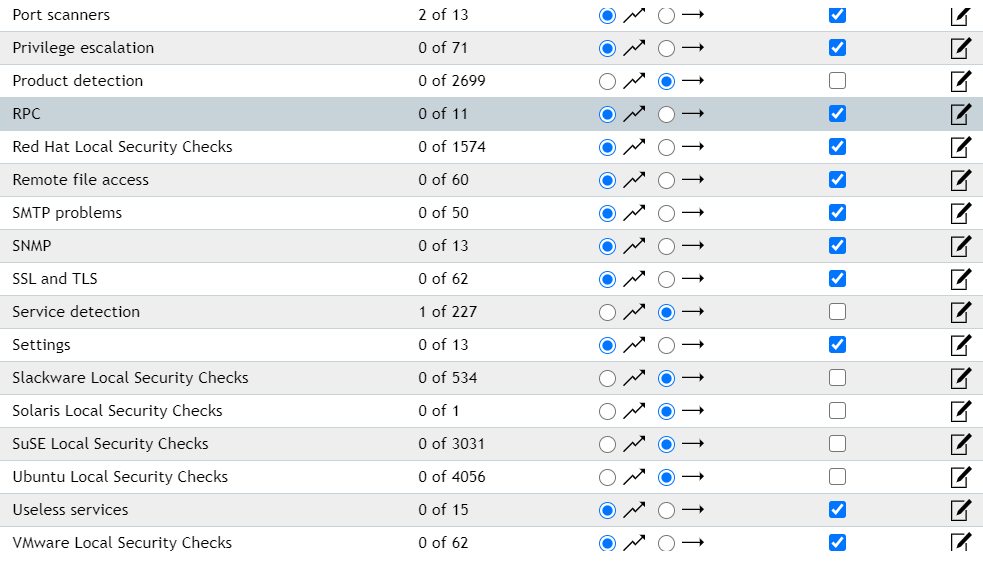 Port scanners 2 of 13
Privilege escalation 0 of 71
Product detection 0 of 2699
RPC 0 of 11
Red Hat Local Security Checks 0 of 1574
Remote file access 0 of 60
SMTP problems 0 of 50
SNMP 0 of 13
SSL and TLS 0 of 62
Service detection 1 of 227
Settings 0 of 13
Slackware Local Security Checks 0 of 534
Solaris Local Security Checks 0 of 1
SuSE Local Security Checks 0 of 3031
Ubuntu Local Security Checks 0 of 4056
Useless services 0 of 15
VMware Local Security Checks 0 of 62